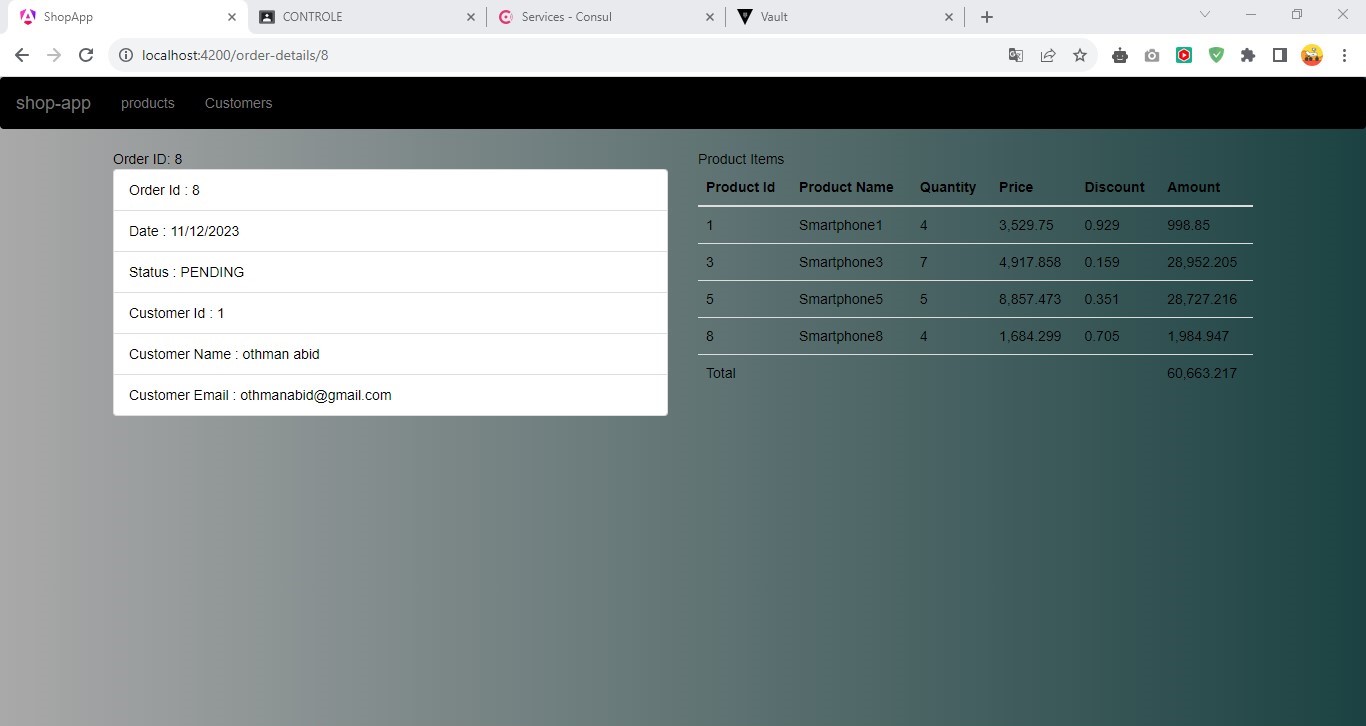 ShopApp CONTROLE Services - Consul Vault
localhost:4200/order-details/8
shop-app products Customers
Order ID: 8
Order Id : 8
Date : 11/12/2023
Status : PENDING
Customer Id : 1
Customer Name : othman abid
Customer Email : othmanabid@gmail.com
Product Items
Product Id Product Name Quantity Price Discount Amount
1 Smartphone1 4 3,529.75 0.929 998.85
3 Smartphone3 7 4,917.858 0.159 28,952.205
5 Smartphone5 5 8,857.473 0.351 28,727.216
8 Smartphone8 4 1,684.299 0.705 1,984.947
Total 60,663.217